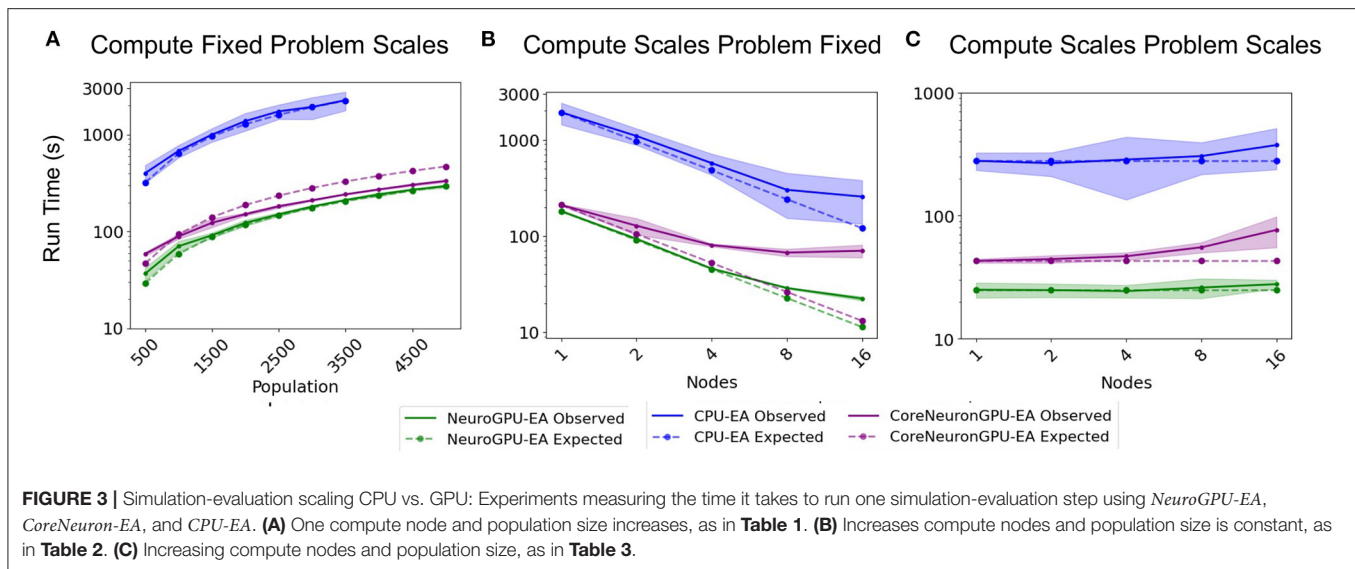 A Compute Fixed Problem Scales
B Compute Scales Problem Fixed
C Compute Scales Problem Scales
Run Time (s)
3000
1000
100
10
500
1500
2500
3500
4500
Population
3000
1000
100
10
1
2
4
8
16
Nodes
1000
100
10
1
2
4
8
16
Nodes
NeuroGPU-EA Observed
NeuroGPU-EA Expected
CPU-EA Observed
CPU-EA Expected
CoreNeuronGPU-EA Observed
CoreNeuronGPU-EA Expected
FIGURE 3 | Simulation-evaluation scaling CPU vs. GPU: Experiments measuring the time it takes to run one simulation-evaluation step using NeuroGPU-EA,
CoreNeuron-EA, and CPU-EA. (A) One compute node and population size increases, as in Table 1. (B) Increases compute nodes and population size is constant, as
in Table 2. (C) Increasing compute nodes and population size, as in Table 3.